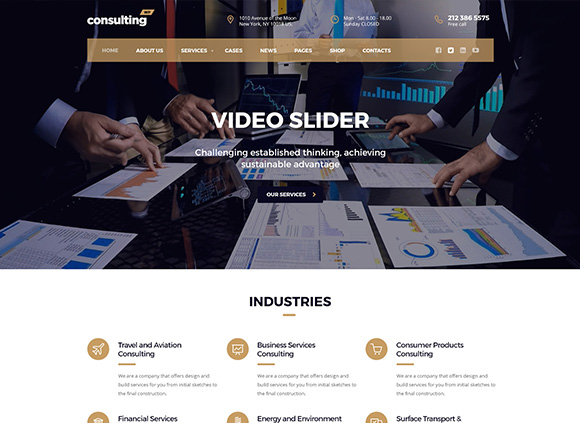 consulting
1010 Avenue of the Moon
New York, NY 10018 US.
Mon - Sat 8.00 - 18.00
Sunday CLOSED
212 386 5575
Free call
HOME ABOUT US SERVICES CASES NEWS PAGES SHOP CONTACTS
VIDEO SLIDER
Challenging established thinking, achieving
sustainable advantage
OUR SERVICES
INDUSTRIES
Travel and Aviation
Consulting
We are a company that offers design and
build services for you from initial sketches to
the final construction.
Business Services
Consulting
We are a company that offers design and
build services for you from initial sketches to
the final construction.
Consumer Products
Consulting
We are a company that offers design and
build services for you from initial sketches to
the final construction.
Financial Services
Energy and Environment
Surface Transport &